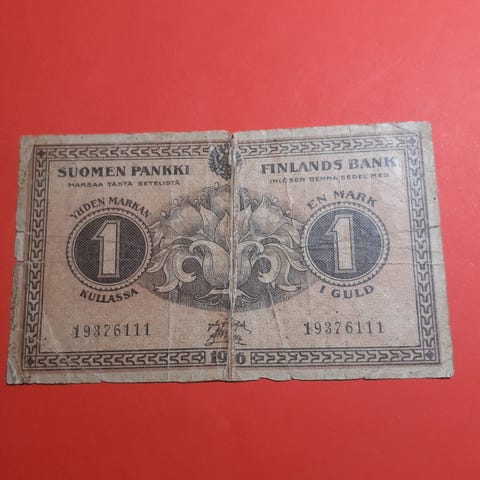 SUOMEN PANKKI
MAKSAA TÄSTÄ SETELISTÄ
YHDEN MARKAN
1
KULLASSA
19376111
FINLANDS BANK
INLÖSER DENNA SEDEL MED
EN MARK
1
I GULD
19376111